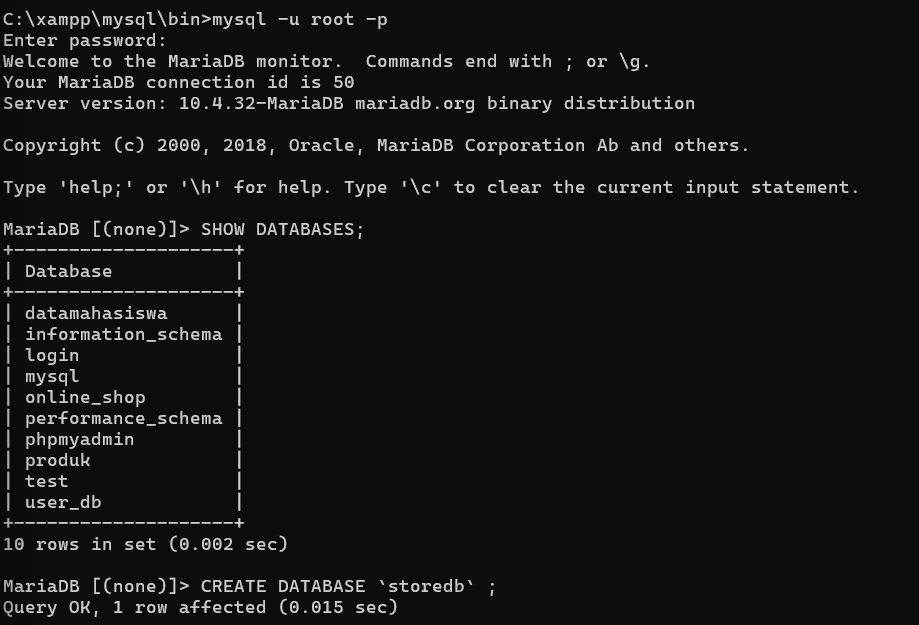 C:\xampp\mysql\bin>mysql -u root -p
Enter password:
Welcome to the MariaDB monitor.  Commands end with ; or \g.
Your MariaDB connection id is 50
Server version: 10.4.32-MariaDB mariadb.org binary distribution

Copyright (c) 2000, 2018, Oracle, MariaDB Corporation Ab and others.

Type 'help;' or '\h' for help. Type '\c' to clear the current input statement.

MariaDB [(none)]> SHOW DATABASES;
+--------------------+
| Database           |
+--------------------+
| datamahasiswa      |
| information_schema |
| login              |
| mysql              |
| online_shop        |
| performance_schema |
| phpmyadmin         |
| produk             |
| test               |
| user_db            |
+--------------------+
10 rows in set (0.002 sec)

MariaDB [(none)]> CREATE DATABASE `storedb` ;
Query OK, 1 row affected (0.015 sec)